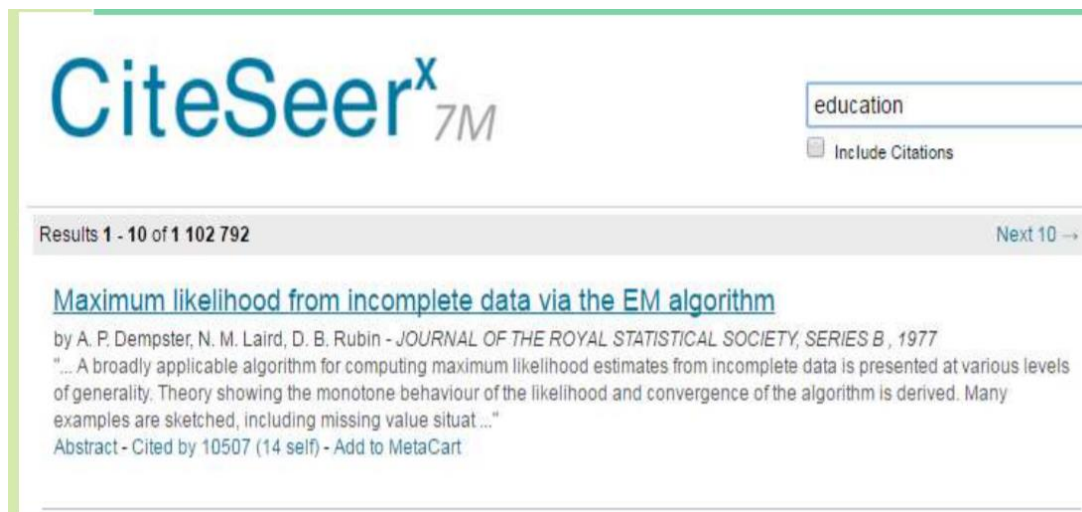 CiteSeerx 7M
education
Include Citations
Results 1 - 10 of 1 102 792
Next 10 →
Maximum likelihood from incomplete data via the EM algorithm
by A. P. Dempster, N. M. Laird, D. B. Rubin - JOURNAL OF THE ROYAL STATISTICAL SOCIETY, SERIES B , 1977
"... A broadly applicable algorithm for computing maximum likelihood estimates from incomplete data is presented at various levels
of generality. Theory showing the monotone behaviour of the likelihood and convergence of the algorithm is derived. Many
examples are sketched, including missing value situat ..."
Abstract - Cited by 10507 (14 self) - Add to MetaCart